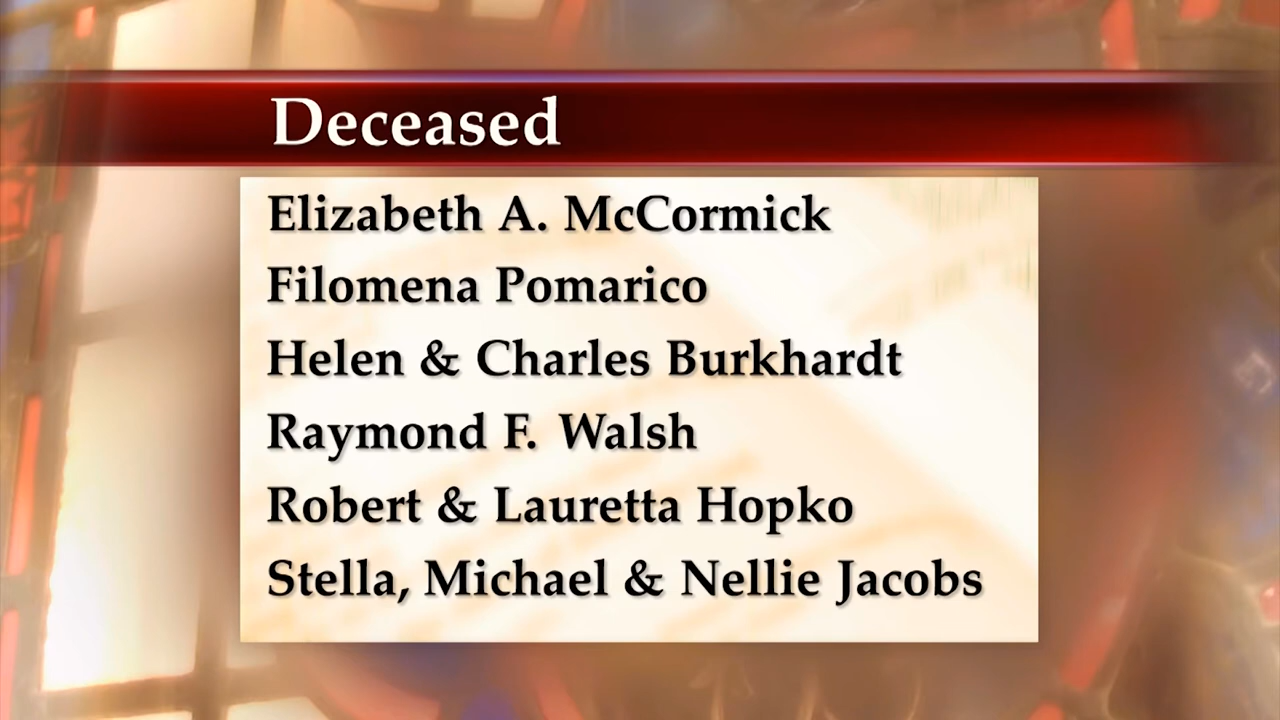 Deceased
Elizabeth A. McCormick
Filomena Pomarico
Helen & Charles Burkhardt
Raymond F. Walsh
Robert & Lauretta Hopko
Stella, Michael & Nellie Jacobs